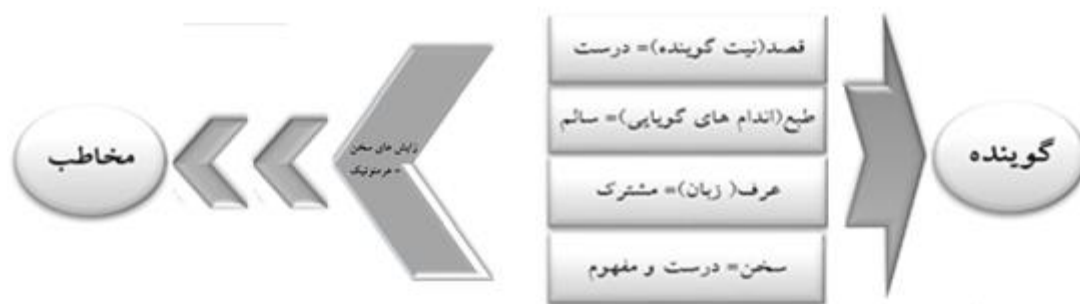 گوینده
قصد(نیت گوینده)= درست
طبع(اندام های گویایی)= سالم
عرف( زبان)= مشترک
سخن= درست و مفهوم
زایش های سخن
= هرمنوتیک
مخاطب